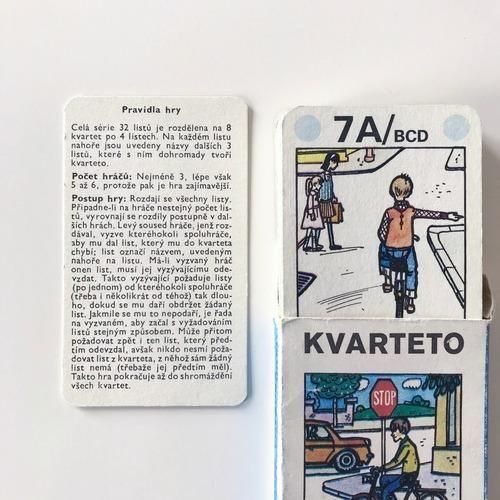 Pravidla hry
Celá série 32 listů je rozdělena na 8
kvartet po 4 lístech. Na každém listu
nahoře jsou uvedeny názvy dalších 3
listů, které s ním dohromady tvoří
kvarteto.
Počet hráčů: Nejméně 3, lépe však
5 až 6, protože pak je hra zajímavější.
Postup hry: Rozdají se všechny listy.
Připadne-li na hráče nestejný počet lis-
tů, vyrovnají se rozdíly postupně v dal-
ších hrách. Levý soused hráče, jenž roz-
dával, vyzve kteréhokoli spoluhráče,
aby mu dal list, který mu do kvarteta
chybí; list označí názvem, uvedeným
nahoře na listu. Má-li vyzvaný hráč
onen list, musí jej vyzývajícímu ode-
vzdat. Takto vyzývající požaduje listy
(po jednom) od kteréhokoli spoluhráče
(třeba i několikrát od téhož) tak dlou-
ho, dokud se mu daří obdržet žádaný
list. Jakmile se mu to nepodaří, je řada
na vyzvaném, aby začal s vyžadováním
listů stejným způsobem. Může přitom
požadovat zpět i ten list, který před-
tím odevzdal, avšak nikdo nesmí poža-
dovat list z kvarteta, z něhož sám žádný
list nemá (třebaže jej předtím měl).
Takto hra pokračuje až do shromáždění
všech kvartet.
7A/BCD
KVARTETO
STOP